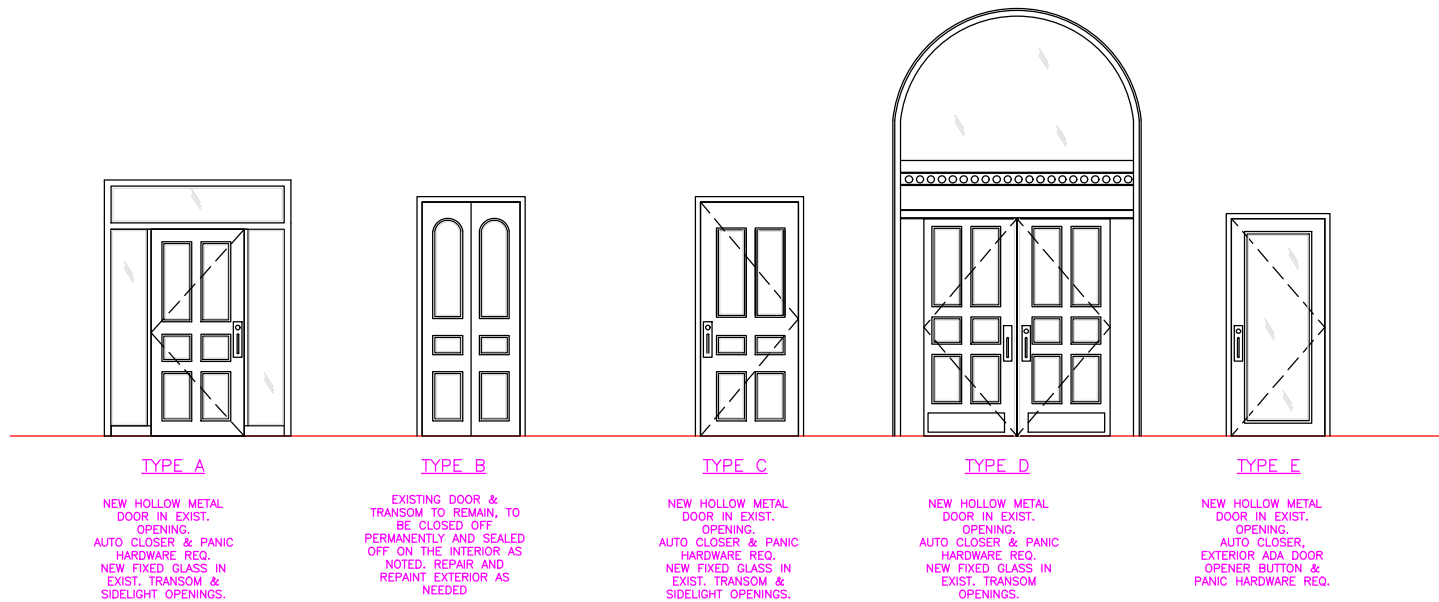 TYPE A
NEW HOLLOW METAL
DOOR IN EXIST.
OPENING.
AUTO CLOSER & PANIC
HARDWARE REQ.
NEW FIXED GLASS IN
EXIST. TRANSOM &
SIDELIGHT OPENINGS.
TYPE B
EXISTING DOOR &
TRANSOM TO REMAIN, TO
BE CLOSED OFF
PERMANENTLY AND SEALED
OFF ON THE INTERIOR AS
NOTED. REPAIR AND
REPAINT EXTERIOR AS
NEEDED
TYPE C
NEW HOLLOW METAL
DOOR IN EXIST.
OPENING.
AUTO CLOSER & PANIC
HARDWARE REQ.
NEW FIXED GLASS IN
EXIST. TRANSOM &
SIDELIGHT OPENINGS.
TYPE D
NEW HOLLOW METAL
DOOR IN EXIST.
OPENING.
AUTO CLOSER & PANIC
HARDWARE REQ.
NEW FIXED GLASS IN
EXIST. TRANSOM
OPENINGS.
TYPE E
NEW HOLLOW METAL
DOOR IN EXIST.
OPENING.
AUTO CLOSER,
EXTERIOR ADA DOOR
OPENER BUTTON &
PANIC HARDWARE REQ.